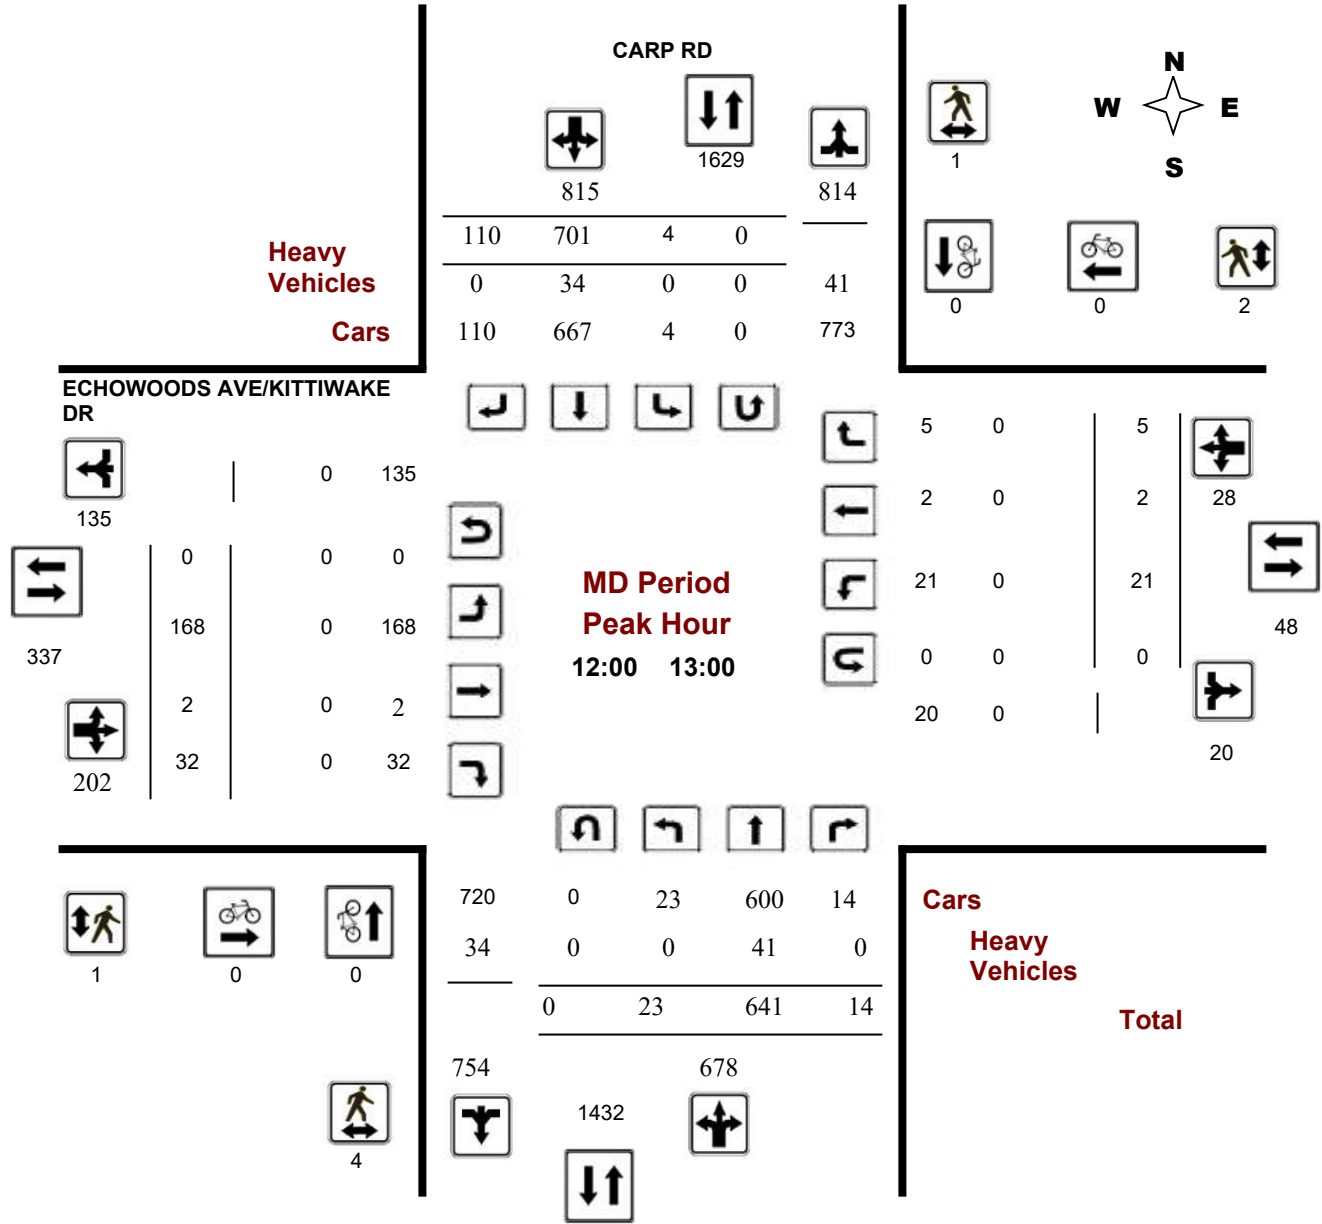 CARP RD
N
W E
S
1629
1
815 814
110 701 4 0
Heavy
Vehicles 0 34 0 0 41
0 0 2
Cars 110 667 4 0 773
ECHOWOODS AVE/KITTIWAKE
DR
5 0 5
0 135
2 0 2 28
135
0 0 0
MD Period
21 0 21
168 0 168
Peak Hour
48
337
12:00 13:00
0 0 0
2 0 2
20 0
32 0 32
20
202
720 0 23 600 14 Cars
34 0 0 41 0 Heavy
Vehicles
1 0 0
0 23 641 14
Total
754 678
1432
4